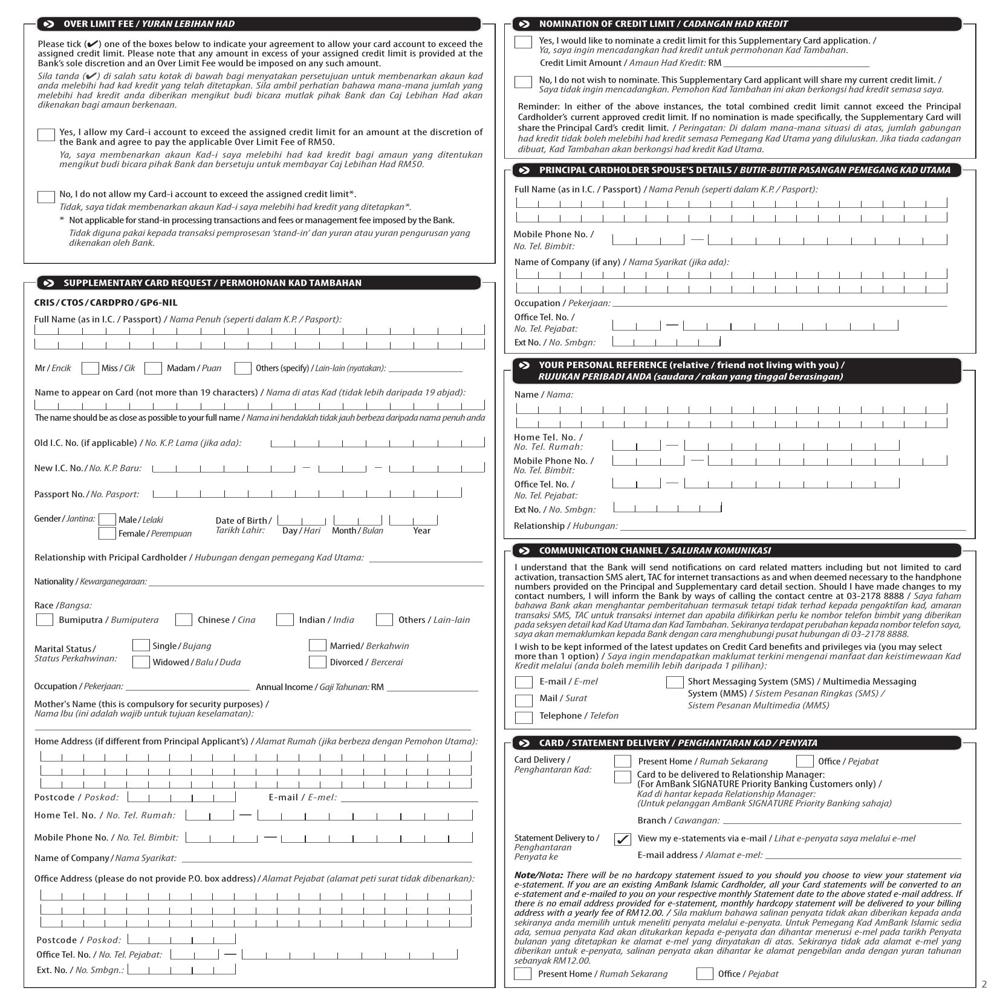 OVER LIMIT FEE / YURAN LEBIHAN HAD
Please tick (✔) one of the boxes below to indicate your agreement to allow your card account to exceed the
assigned credit limit. Please note that any amount in excess of your assigned credit limit is provided at the
Bank's sole discretion and an Over Limit Fee would be imposed on any such amount.
Sila tanda (✔) di salah satu kotak di bawah bagi menyatakan persetujuan untuk membenarkan akaun kad
anda melebihi had kad kredit yang telah ditetapkan. Sila ambil perhatian bahawa mana-mana jumlah yang
melebihi had kredit anda diberikan mengikut budi bicara mutlak pihak Bank dan Caj Lebihan Had akan
dikenakan bagi amaun berkenaan.
Yes, I allow my Card-i account to exceed the assigned credit limit for an amount at the discretion of
the Bank and agree to pay the applicable Over Limit Fee of RM50.
Ya, saya membenarkan akaun Kad-i saya melebihi had kad kredit bagi amaun yang ditentukan
mengikut budi bicara pihak Bank dan bersetuju untuk membayar Caj Lebihan Had RM50.
No, I do not allow my Card-i account to exceed the assigned credit limit*.
Tidak, saya tidak membenarkan akaun Kad-i saya melebihi had kredit yang ditetapkan*.
* Not applicable for stand-in processing transactions and fees or management fee imposed by the Bank.
Tidak diguna pakai kepada transaksi pemprosesan 'stand-in' dan yuran atau yuran pengurusan yang
dikenakan oleh Bank.
SUPPLEMENTARY CARD REQUEST / PERMOHONAN KAD TAMBAHAN
CRIS/CTOS/CARDPRO/GP6-NIL
Full Name (as in I.C. / Passport) / Nama Penuh (seperti dalam K.P. / Pasport):
Mr / Encik Miss / Cik Madam / Puan Others (specify) / Lain-lain (nyatakan):
Name to appear on Card (not more than 19 characters) / Nama di atas Kad (tidak lebih daripada 19 abjad):
The name should be as close as possible to your full name / Nama ini hendaklah tidak jauh berbeza daripada nama penuh anda
Old I.C. No. (if applicable) / No. K.P. Lama (jika ada):
New I.C. No. / No. K.P. Baru: – –
Passport No. / No. Pasport:
Gender / Jantina: Male / Lelaki Date of Birth /
Female / Perempuan Tarikh Lahir: Day / Hari Month / Bulan Year
Relationship with Pricipal Cardholder / Hubungan dengan pemegang Kad Utama:
Nationality / Kewarganegaraan:
Race / Bangsa:
Bumiputra / Bumiputera Chinese / Cina Indian / India Others / Lain-lain
Marital Status / Single / Bujang Married/ Berkahwin
Status Perkahwinan: Widowed / Balu / Duda Divorced / Bercerai
Occupation / Pekerjaan: Annual Income / Gaji Tahunan: RM
Mother's Name (this is compulsory for security purposes) /
Nama Ibu (ini adalah wajib untuk tujuan keselamatan):
Home Address (if different from Principal Applicant's) / Alamat Rumah (jika berbeza dengan Pemohon Utama):
Postcode / Poskod: E-mail / E-mel:
Home Tel. No. / No. Tel. Rumah: —
Mobile Phone No. / No. Tel. Bimbit: —
Name of Company / Nama Syarikat:
Office Address (please do not provide P.O. box address) / Alamat Pejabat (alamat peti surat tidak dibenarkan):
Postcode / Poskod:
Office Tel. No. / No. Tel. Pejabat: —
Ext. No. / No. Smbgn.:
NOMINATION OF CREDIT LIMIT / CADANGAN HAD KREDIT
Yes, I would like to nominate a credit limit for this Supplementary Card application. /
Ya, saya ingin mencadangkan had kredit untuk permohonan Kad Tambahan.
Credit Limit Amount / Amaun Had Kredit: RM
No, I do not wish to nominate. This Supplementary Card applicant will share my current credit limit. /
Saya tidak ingin mencadangkan. Pemohon Kad Tambahan ini akan berkongsi had kredit semasa saya.
Reminder: In either of the above instances, the total combined credit limit cannot exceed the Principal
Cardholder's current approved credit limit. If no nomination is made specifically, the Supplementary Card will
share the Principal Card's credit limit. / Peringatan: Di dalam mana-mana situasi di atas, jumlah gabungan
had kredit tidak boleh melebihi had kredit semasa Pemegang Kad Utama yang diluluskan. Jika tiada cadangan
dibuat, Kad Tambahan akan berkongsi had kredit Kad Utama.
PRINCIPAL CARDHOLDER SPOUSE'S DETAILS / BUTIR-BUTIR PASANGAN PEMEGANG KAD UTAMA
Full Name (as in I.C. / Passport) / Nama Penuh (seperti dalam K.P. / Pasport):
Mobile Phone No. /
No. Tel. Bimbit: —
Name of Company (if any) / Nama Syarikat (jika ada):
Occupation / Pekerjaan:
Office Tel. No. /
No. Tel. Pejabat: —
Ext No. / No. Smbgn:
YOUR PERSONAL REFERENCE (relative / friend not living with you) /
RUJUKAN PERIBADI ANDA (saudara / rakan yang tinggal berasingan)
Name / Nama:
Home Tel. No. /
No. Tel. Rumah: —
Mobile Phone No. /
No. Tel. Bimbit: —
Office Tel. No. /
No. Tel. Pejabat: —
Ext No. / No. Smbgn:
Relationship / Hubungan:
COMMUNICATION CHANNEL / SALURAN KOMUNIKASI
I understand that the Bank will send notifications on card related matters including but not limited to card
activation, transaction SMS alert, TAC for internet transactions as and when deemed necessary to the handphone
numbers provided on the Principal and Supplementary card detail section. Should I have made changes to my
contact numbers, I will inform the Bank by ways of calling the contact centre at 03-2178 8888 / Saya faham
bahawa Bank akan menghantar pemberitahuan termasuk tetapi tidak terhad kepada pengaktifan kad, amaran
transaksi SMS, TAC untuk transaksi internet dan apabila difikirkan perlu ke nombor telefon bimbit yang diberikan
pada seksyen detail kad Kad Utama dan Kad Tambahan. Sekiranya terdapat perubahan kepada nombor telefon saya,
saya akan memaklumkan kepada Bank dengan cara menghubungi pusat hubungan di 03-2178 8888.
I wish to be kept informed of the latest updates on Credit Card benefits and privileges via (you may select
more than 1 option) / Saya ingin mendapatkan maklumat terkini mengenai manfaat dan keistimewaan Kad
Kredit melalui (anda boleh memilih lebih daripada 1 pilihan):
E-mail / E-mel Short Messaging System (SMS) / Multimedia Messaging
Mail / Surat System (MMS) / Sistem Pesanan Ringkas (SMS) /
Telephone / Telefon Sistem Pesanan Multimedia (MMS)
CARD / STATEMENT DELIVERY / PENGHANTARAN KAD / PENYATA
Card Delivery / Present Home / Rumah Sekarang Office / Pejabat
Penghantaran Kad: Card to be delivered to Relationship Manager:
(For AmBank SIGNATURE Priority Banking Customers only) /
Kad di hantar kepada Relationship Manager:
(Untuk pelanggan AmBank SIGNATURE Priority Banking sahaja)
Branch / Cawangan:
Statement Delivery to / ✔ View my e-statements via e-mail / Lihat e-penyata saya melalui e-mel
Penghantaran
Penyata ke E-mail address / Alamat e-mel:
Note/Nota: There will be no hardcopy statement issued to you should you choose to view your statement via
e-statement. If you are an existing AmBank Islamic Cardholder, all your Card statements will be converted to an
e-statement and e-mailed to you on your respective monthly Statement date to the above stated e-mail address. If
there is no email address provided for e-statement, monthly hardcopy statement will be delivered to your billing
address with a yearly fee of RM12.00. / Sila maklum bahawa salinan penyata tidak akan diberikan kepada anda
sekiranya anda memilih untuk meneliti penyata melalui e-penyata. Untuk Pemegang Kad AmBank Islamic sedia
ada, semua penyata Kad akan ditukarkan kepada e-penyata dan dihantar menerusi e-mel pada tarikh Penyata
bulanan yang ditetapkan ke alamat e-mel yang dinyatakan di atas. Sekiranya tidak ada alamat e-mel yang
diberikan untuk e-penyata, salinan penyata akan dihantar ke alamat pengebilan anda dengan yuran tahunan
sebanyak RM12.00.
Present Home / Rumah Sekarang Office / Pejabat
2